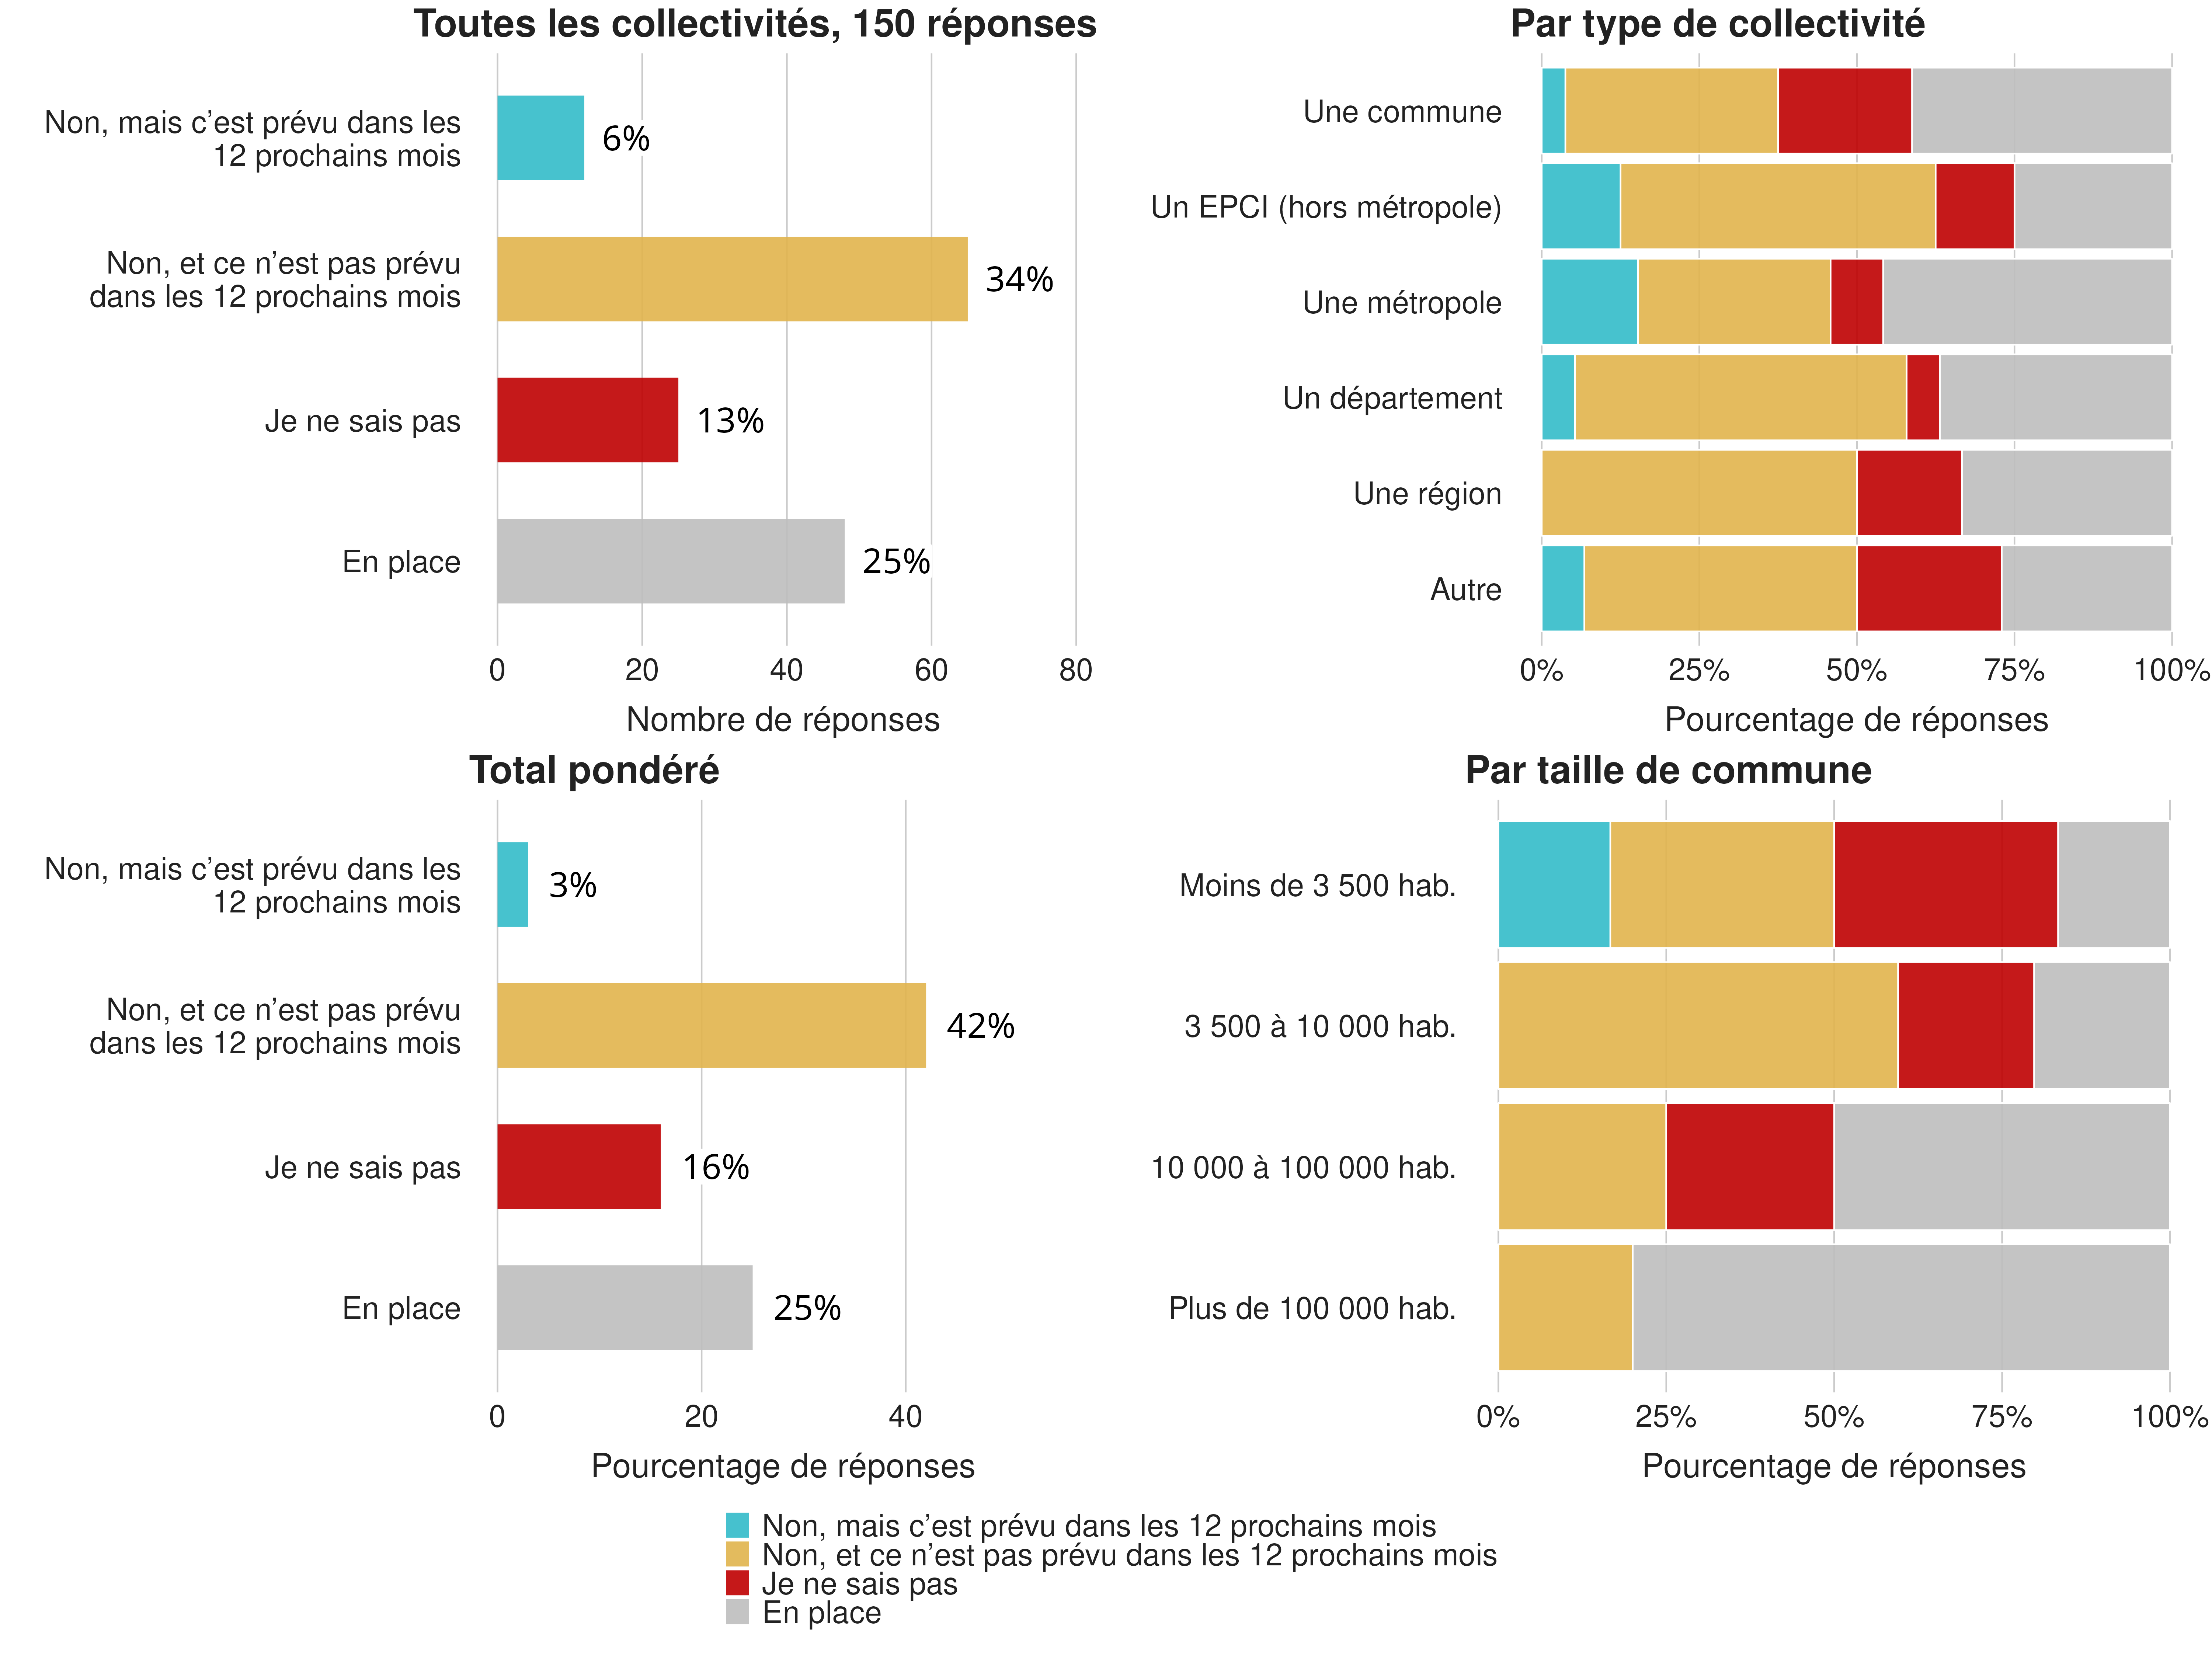 Toutes les collectivités, 150 réponses
Non, mais c’est prévu dans les
12 prochains mois
6%
Non, et ce n’est pas prévu
dans les 12 prochains mois
34%
Je ne sais pas
13%
En place
25%
0 20 40 60 80
Nombre de réponses
Par type de collectivité
Une commune
Un EPCI (hors métropole)
Une métropole
Un département
Une région
Autre
0% 25% 50% 75% 100%
Pourcentage de réponses
Total pondéré
Non, mais c’est prévu dans les
12 prochains mois
3%
Non, et ce n’est pas prévu
dans les 12 prochains mois
42%
Je ne sais pas
16%
En place
25%
0 20 40
Pourcentage de réponses
Par taille de commune
Moins de 3 500 hab.
3 500 à 10 000 hab.
10 000 à 100 000 hab.
Plus de 100 000 hab.
0% 25% 50% 75% 100%
Pourcentage de réponses
Non, mais c’est prévu dans les 12 prochains mois
Non, et ce n’est pas prévu dans les 12 prochains mois
Je ne sais pas
En place